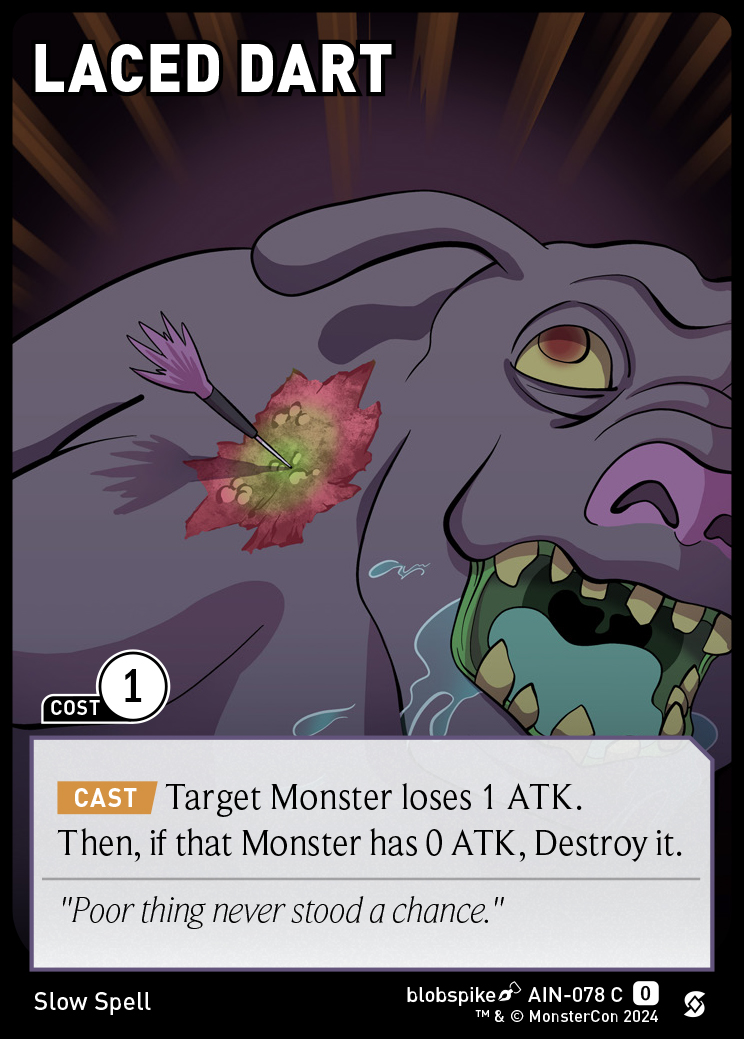 LACED DART
COST 1
CAST Target Monster loses 1 ATK.
Then, if that Monster has 0 ATK, Destroy it.
"Poor thing never stood a chance."
Slow Spell
blobspike AIN-078 C 0
™ & © MonsterCon 2024